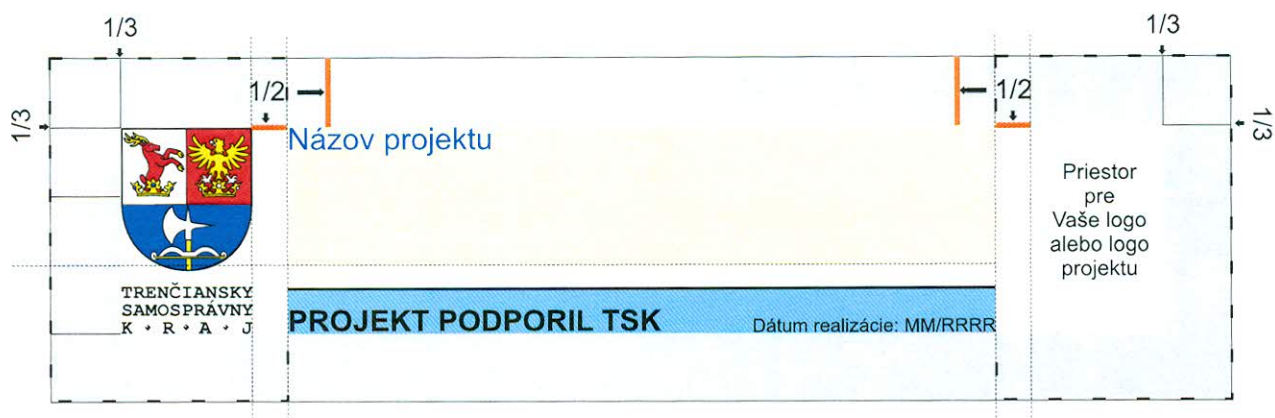 1/3
1/3
1/2
1/2
1/3
1/3
Názov projektu
Priestor
pre
Vaše logo
alebo logo
projektu
TRENČIANSKY
SAMOSPRÁVNY
K • R • A • J
PROJEKT PODPORIL TSK
Dátum realizácie: MM/RRRR